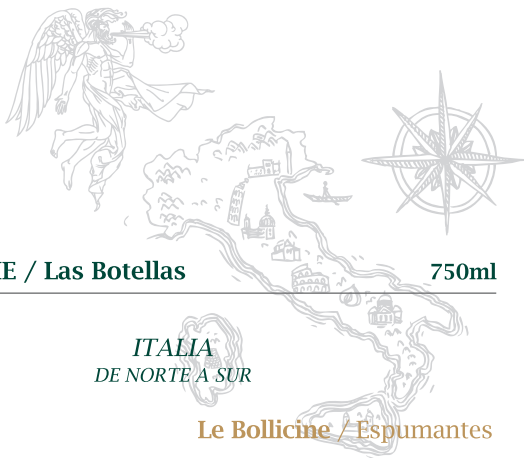 E / Las Botellas 750ml
ITALIA
DE NORTE A SUR
Le Bollicine / Espumantes